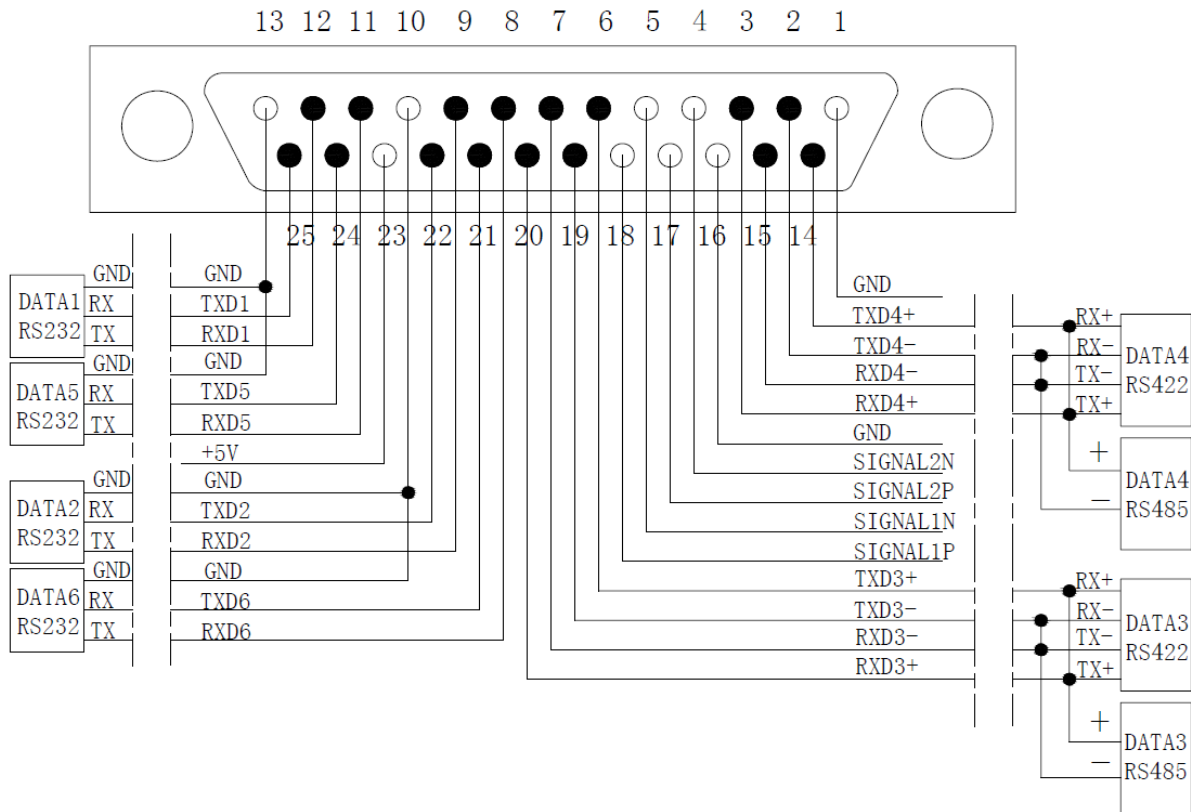 13 12 11 10 9 8 7 6 5 4 3 2 1
25 24 23 22 21 20 19 18 17 16 15 14
DATA1
RS232
GND
RX
TX
GND
TXD1
RXD1
DATA5
RS232
GND
RX
TX
GND
TXD5
RXD5
+5V
DATA2
RS232
GND
RX
TX
GND
TXD2
RXD2
DATA6
RS232
GND
RX
TX
GND
TXD6
RXD6
GND
TXD4+
TXD4-
RXD4-
RXD4+
GND
SIGNAL2N
SIGNAL2P
SIGNAL1N
SIGNAL1P
TXD3+
TXD3-
RXD3-
RXD3+
RX+
RX-
TX-
TX+
DATA4
RS422
+
-
DATA4
RS485
RX+
RX-
TX-
TX+
DATA3
RS422
+
-
DATA3
RS485